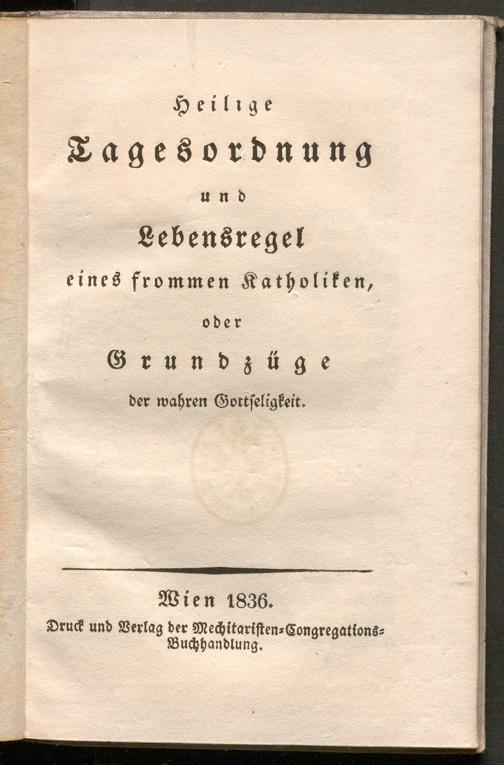 Heilige
Tagesordnung
und
Lebensregel
eines frommen Katholiken,
oder
Grundzüge
der wahren Gottseligkeit.
Wien 1836.
Druck und Verlag der Mechitaristen-Congregations-
Buchhandlung.